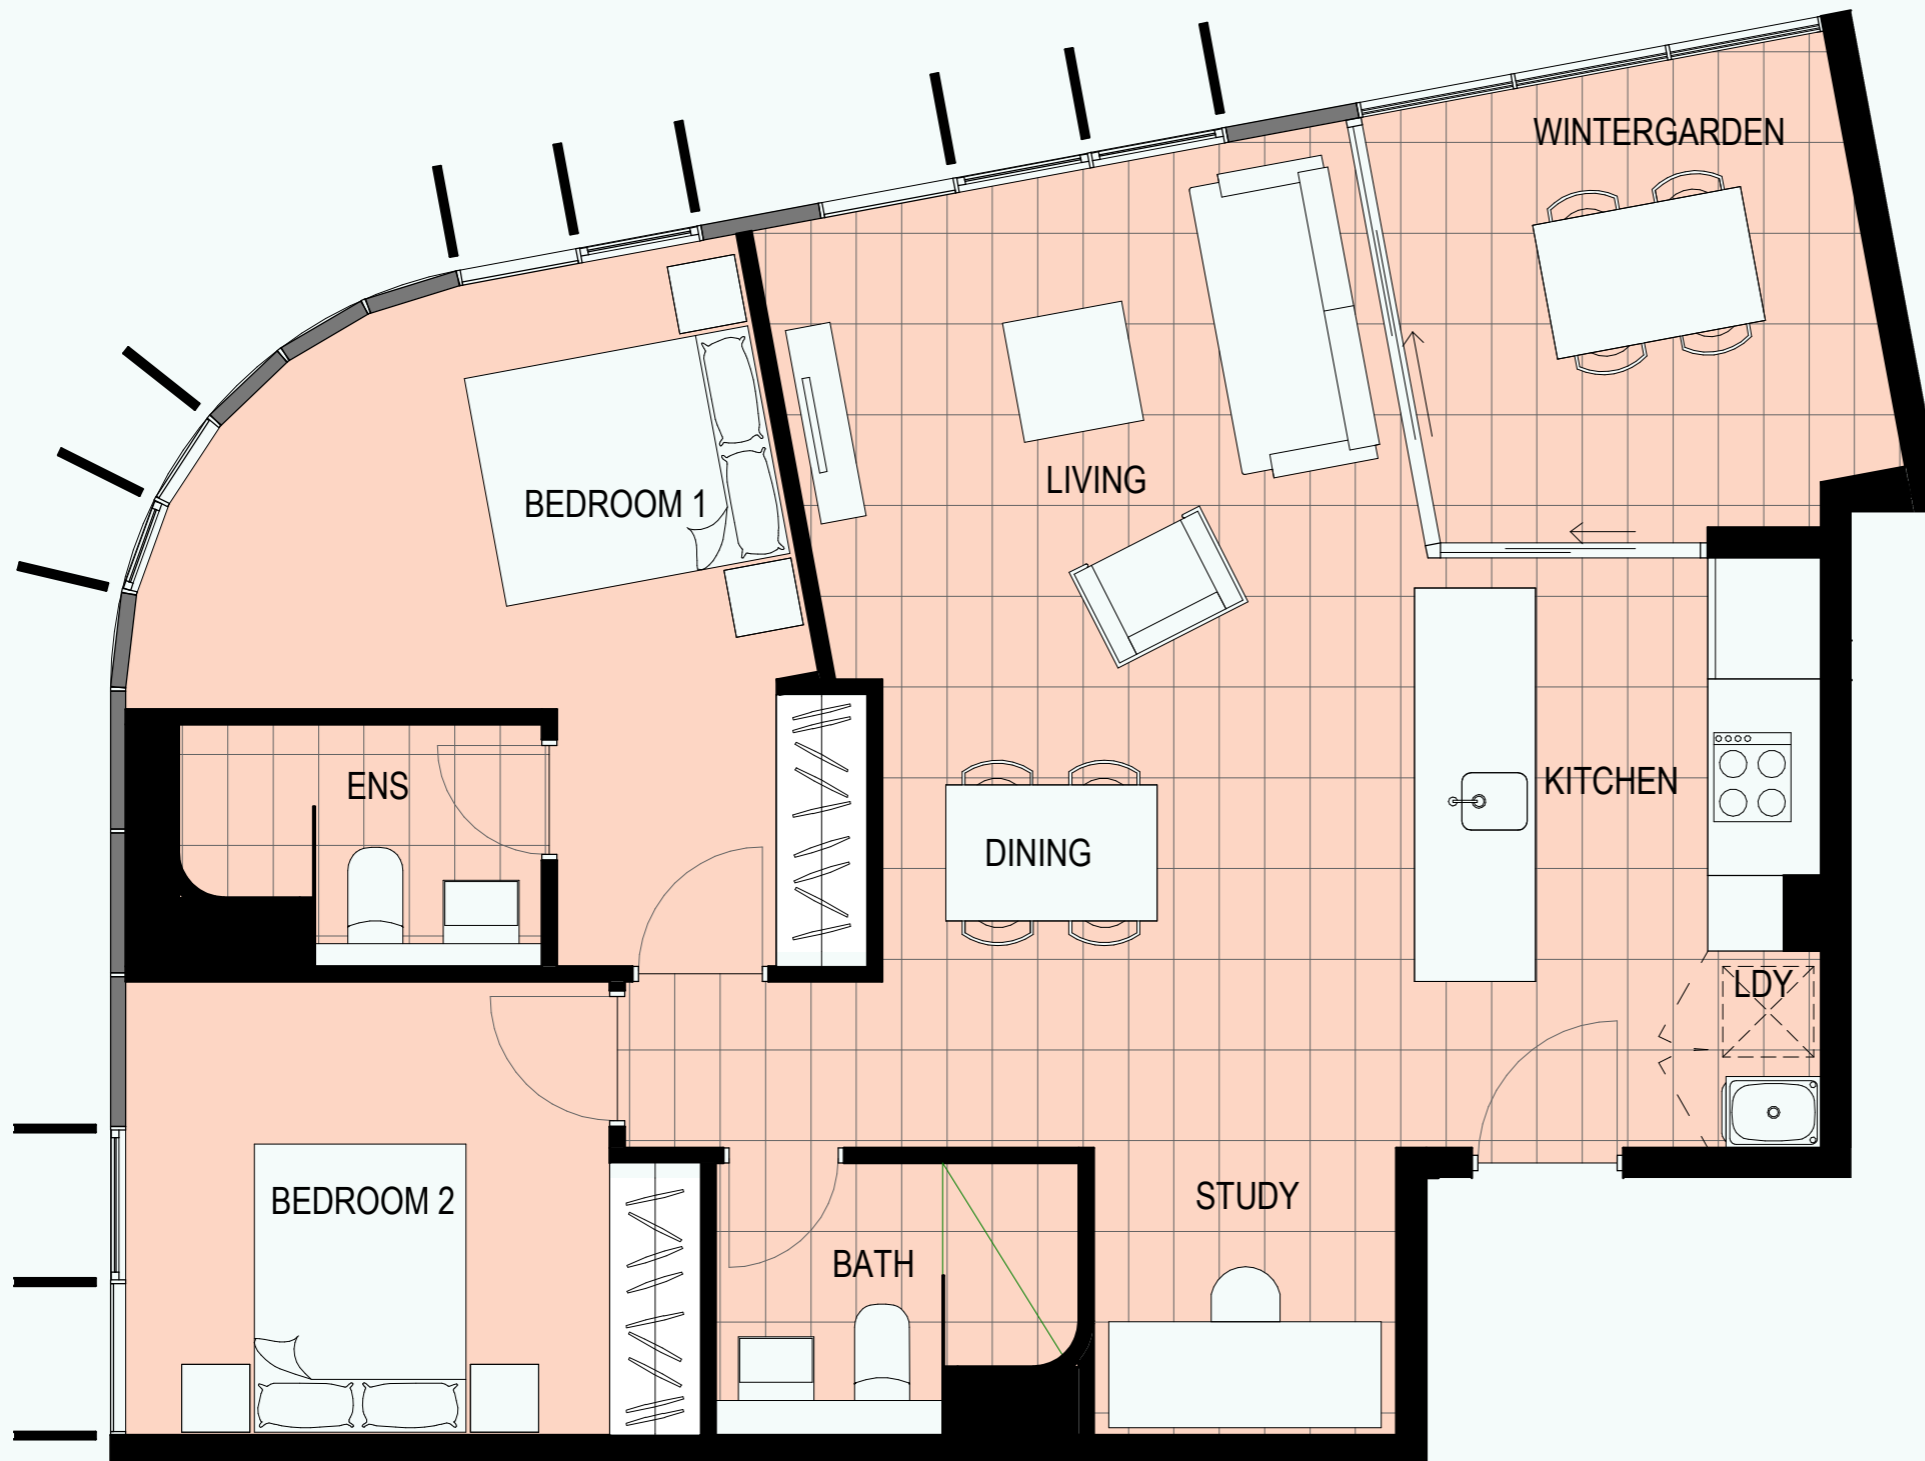 WINTERGARDEN
LIVING
BEDROOM 1
ENS
KITCHEN
DINING
LDY
BEDROOM 2
STUDY
BATH